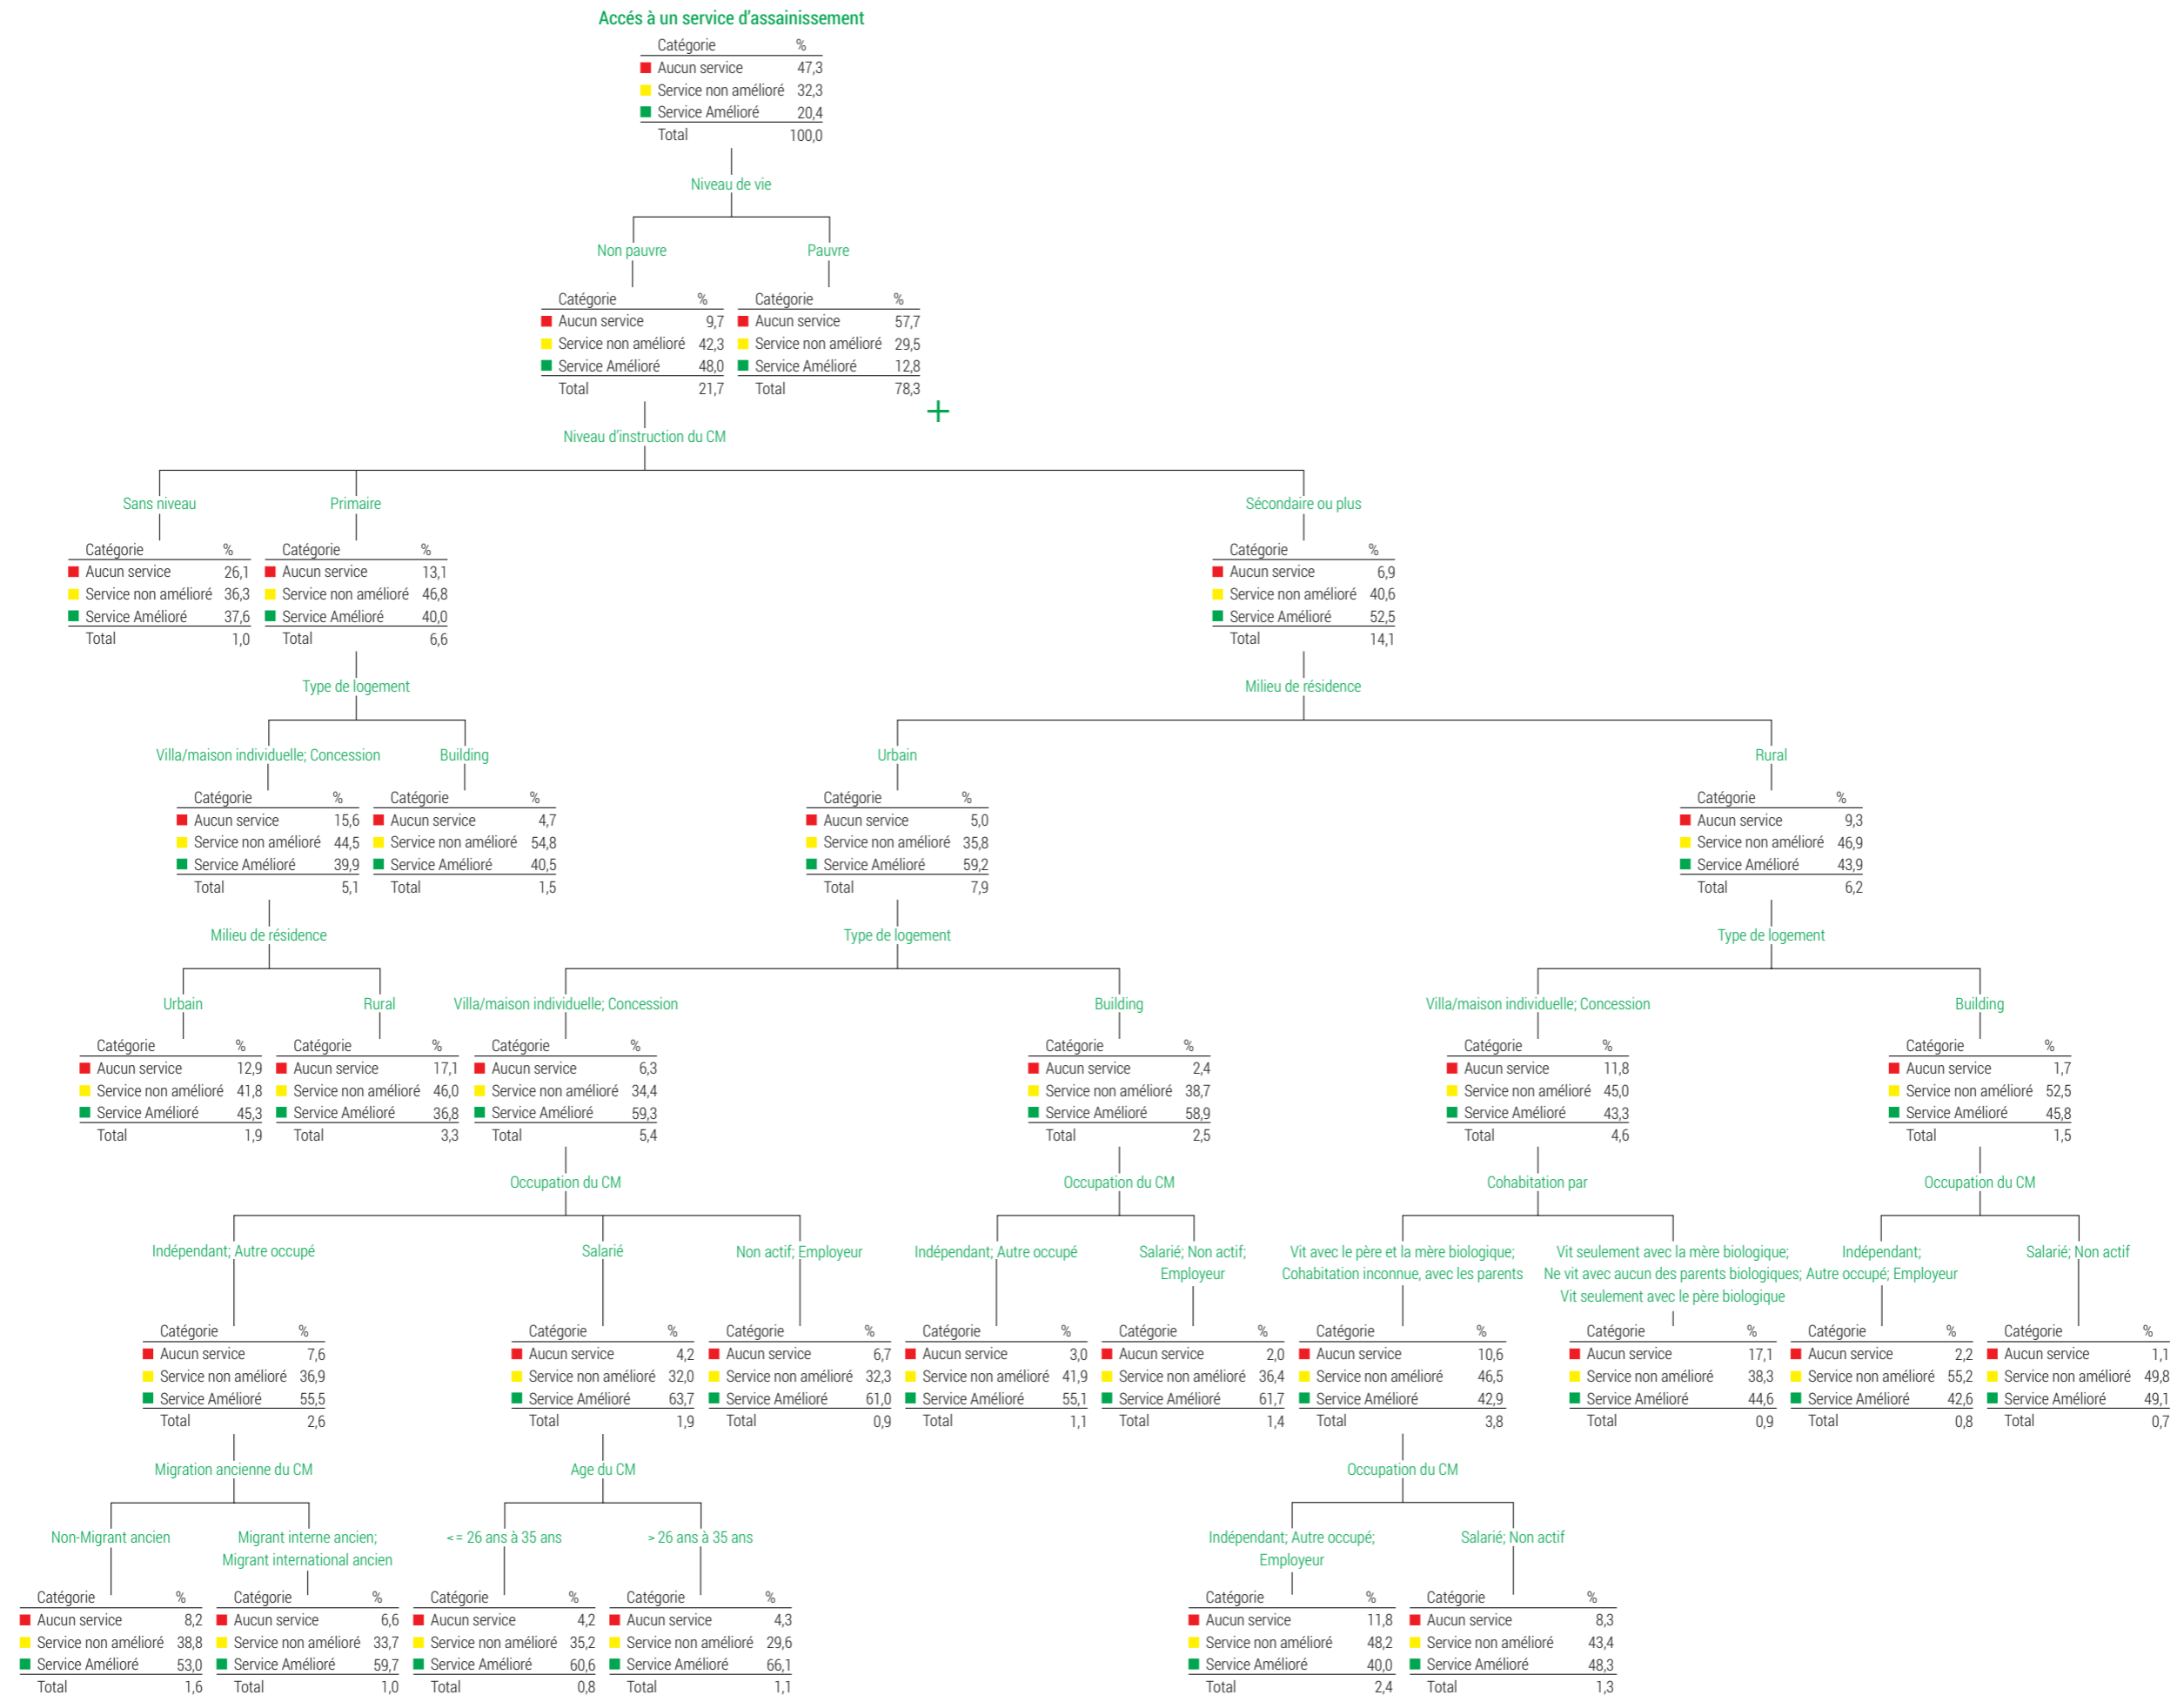 Accés à un service d'assainissement
Catégorie %
Aucun service 47,3
Service non amélioré 32,3
Service Amélioré 20,4
Total 100,0
Niveau de vie
Non pauvre
Catégorie %
Aucun service 9,7
Service non amélioré 42,3
Service Amélioré 48,0
Total 21,7
Pauvre
Catégorie %
Aucun service 57,7
Service non amélioré 29,5
Service Amélioré 12,8
Total 78,3
+
Niveau d'instruction du CM
Sans niveau
Catégorie %
Aucun service 26,1
Service non amélioré 36,3
Service Amélioré 37,6
Total 1,0
Primaire
Catégorie %
Aucun service 13,1
Service non amélioré 46,8
Service Amélioré 40,0
Total 6,6
Sécondaire ou plus
Catégorie %
Aucun service 6,9
Service non amélioré 40,6
Service Amélioré 52,5
Total 14,1
Type de logement
Milieu de résidence
Villa/maison individuelle; Concession
Catégorie %
Aucun service 15,6
Service non amélioré 44,5
Service Amélioré 39,9
Total 5,1
Building
Catégorie %
Aucun service 4,7
Service non amélioré 54,8
Service Amélioré 40,5
Total 1,5
Urbain
Catégorie %
Aucun service 5,0
Service non amélioré 35,8
Service Amélioré 59,2
Total 7,9
Rural
Catégorie %
Aucun service 9,3
Service non amélioré 46,9
Service Amélioré 43,9
Total 6,2
Milieu de résidence
Type de logement
Type de logement
Urbain
Catégorie %
Aucun service 12,9
Service non amélioré 41,8
Service Amélioré 45,3
Total 1,9
Rural
Catégorie %
Aucun service 17,1
Service non amélioré 46,0
Service Amélioré 36,8
Total 3,3
Villa/maison individuelle; Concession
Catégorie %
Aucun service 6,3
Service non amélioré 34,4
Service Amélioré 59,3
Total 5,4
Building
Catégorie %
Aucun service 2,4
Service non amélioré 38,7
Service Amélioré 58,9
Total 2,5
Villa/maison individuelle; Concession
Catégorie %
Aucun service 11,8
Service non amélioré 45,0
Service Amélioré 43,3
Total 4,6
Building
Catégorie %
Aucun service 1,7
Service non amélioré 52,5
Service Amélioré 45,8
Total 1,5
Occupation du CM
Occupation du CM
Cohabitation par
Occupation du CM
Indépendant; Autre occupé
Catégorie %
Aucun service 7,6
Service non amélioré 36,9
Service Amélioré 55,5
Total 2,6
Salarié
Catégorie %
Aucun service 4,2
Service non amélioré 32,0
Service Amélioré 63,7
Total 1,9
Non actif; Employeur
Catégorie %
Aucun service 6,7
Service non amélioré 32,3
Service Amélioré 61,0
Total 0,9
Indépendant; Autre occupé
Catégorie %
Aucun service 3,0
Service non amélioré 41,9
Service Amélioré 55,1
Total 1,1
Salarié; Non actif;
Employeur
Catégorie %
Aucun service 2,0
Service non amélioré 36,4
Service Amélioré 61,7
Total 1,4
Vit avec le père et la mère biologique;
Cohabitation inconnue, avec les parents
Catégorie %
Aucun service 10,6
Service non amélioré 46,5
Service Amélioré 42,9
Total 3,8
Vit seulement avec la mère biologique;
Ne vit avec aucun des parents biologiques;
Vit seulement avec le père biologique
Catégorie %
Aucun service 17,1
Service non amélioré 38,3
Service Amélioré 44,6
Total 0,9
Indépendant;
Autre occupé; Employeur
Catégorie %
Aucun service 2,2
Service non amélioré 55,2
Service Amélioré 42,6
Total 0,8
Salarié; Non actif
Catégorie %
Aucun service 1,1
Service non amélioré 49,8
Service Amélioré 49,1
Total 0,7
Migration ancienne du CM
Age du CM
Occupation du CM
Non-Migrant ancien
Catégorie %
Aucun service 8,2
Service non amélioré 38,8
Service Amélioré 53,0
Total 1,6
Migrant interne ancien;
Migrant international ancien
Catégorie %
Aucun service 6,6
Service non amélioré 33,7
Service Amélioré 59,7
Total 1,0
<= 26 ans à 35 ans
Catégorie %
Aucun service 4,2
Service non amélioré 35,2
Service Amélioré 60,6
Total 0,8
> 26 ans à 35 ans
Catégorie %
Aucun service 4,3
Service non amélioré 29,6
Service Amélioré 66,1
Total 1,1
Indépendant; Autre occupé;
Employeur
Catégorie %
Aucun service 11,8
Service non amélioré 48,2
Service Amélioré 40,0
Total 2,4
Salarié; Non actif
Catégorie %
Aucun service 8,3
Service non amélioré 43,4
Service Amélioré 48,3
Total 1,3